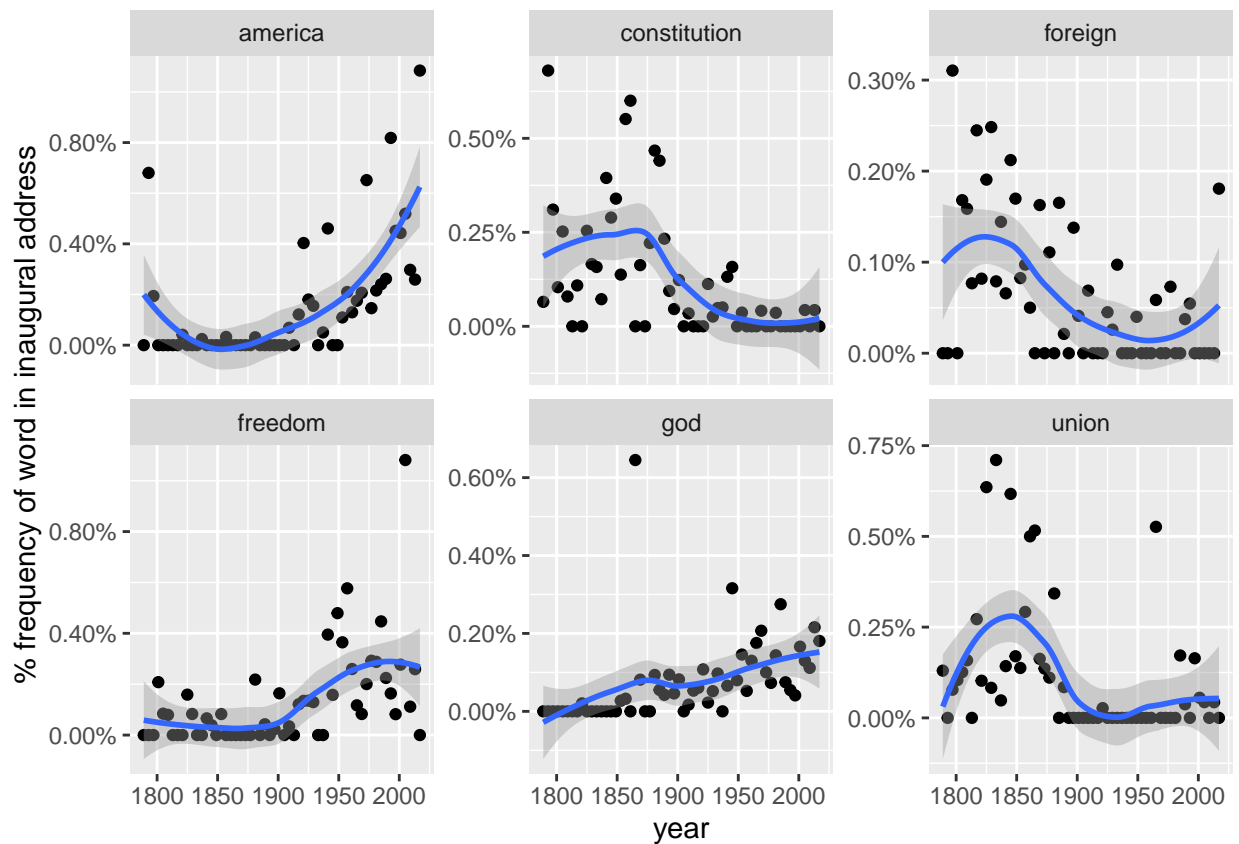 america
constitution
foreign
0.80%
0.40%
0.00%
0.50%
0.25%
0.00%
0.30%
0.20%
0.10%
0.00%
freedom
god
union
0.80%
0.40%
0.00%
0.60%
0.40%
0.20%
0.00%
0.75%
0.50%
0.25%
0.00%
1800 1850 1900 1950 2000
1800 1850 1900 1950 2000
1800 1850 1900 1950 2000
year
% frequency of word in inaugural address